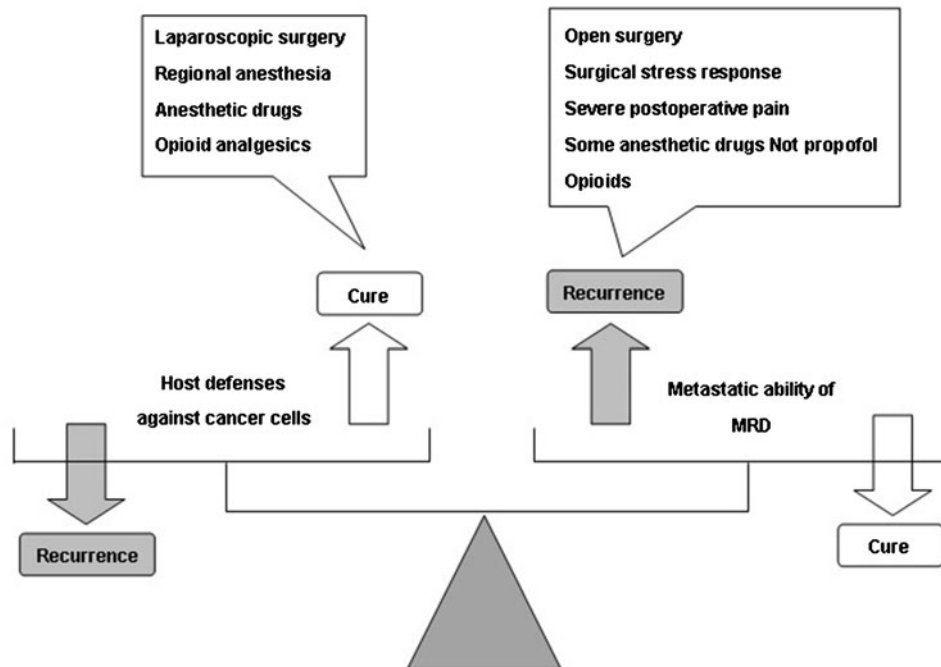 Laparoscopic surgery
Regional anesthesia
Anesthetic drugs
Opioid analgesics
Open surgery
Surgical stress response
Severe postoperative pain
Some anesthetic drugs Not propofol
Opioids
Cure
Recurrence
Host defenses
against cancer cells
Metastatic ability of
MRD
Recurrence
Cure